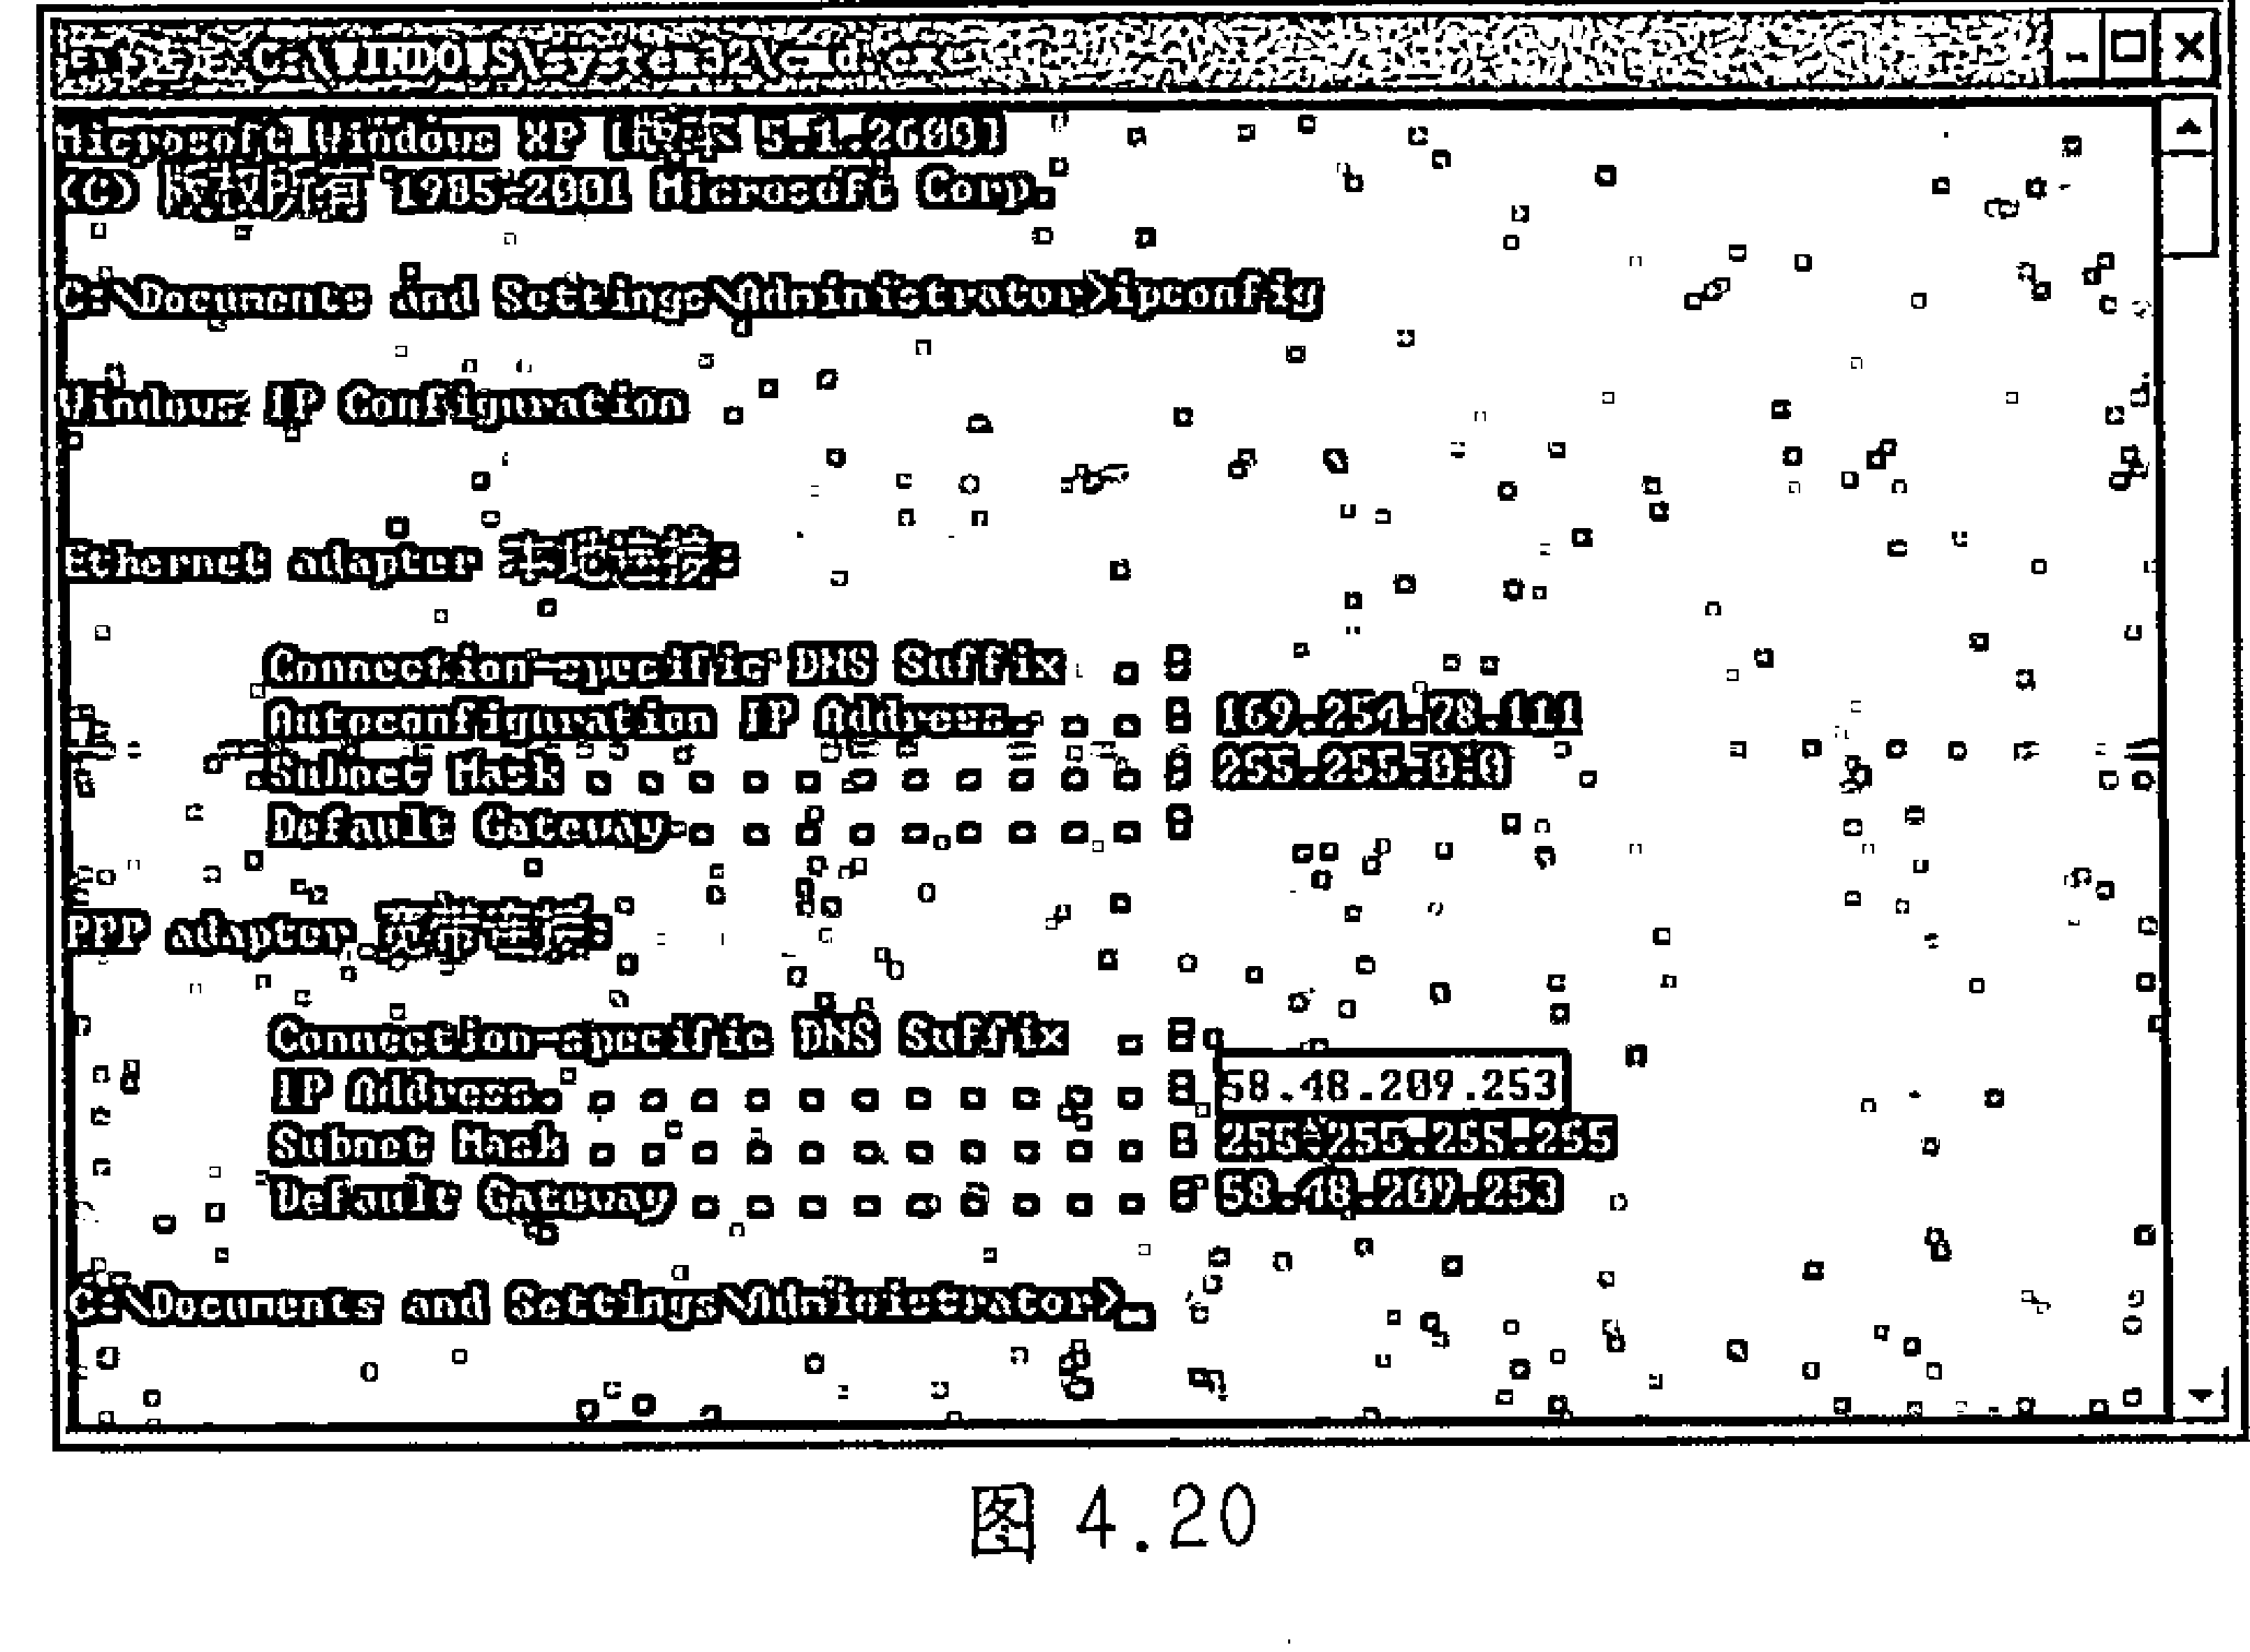 C:\WINDOWS\system32\cmd.exe
Microsoft Windows XP [版本 5.1.2600]
(C) 版权所有 1985-2001 Microsoft Corp.
C:\Documents and Settings\Administrator>ipconfig
Windows IP Configuration
Ethernet adapter 本地连接:
Connection-specific DNS Suffix . :
Autoconfiguration IP Address. . . : 169.254.78.111
Subnet Mask . . . . . . . . . . . : 255.255.0.0
Default Gateway . . . . . . . . . :
PPP adapter 宽带连接:
Connection-specific DNS Suffix . :
IP Address. . . . . . . . . . . . : 58.48.209.253
Subnet Mask . . . . . . . . . . . : 255.255.255.255
Default Gateway . . . . . . . . . : 58.48.209.253
C:\Documents and Settings\Administrator>_
图 4.20